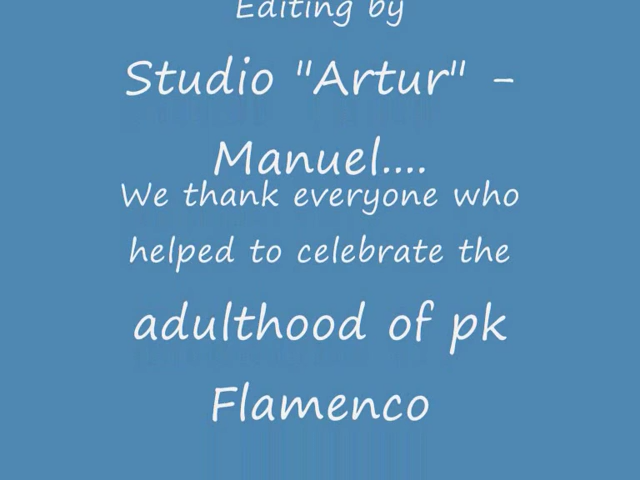 Editing by
Studio "Artur" -
Manuel....
We thank everyone who
helped to celebrate the
adulthood of pk
Flamenco